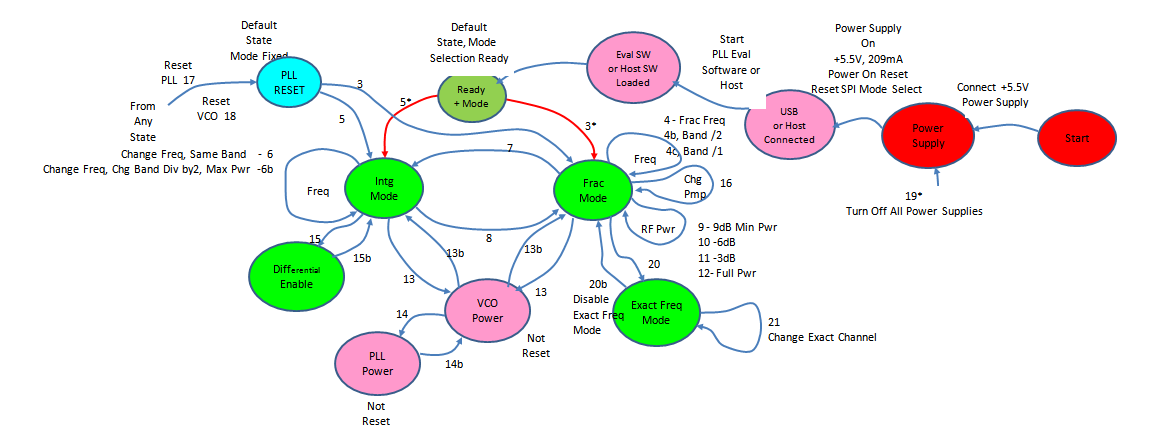 Default
State
Mode Fixed
Default
State, Mode
Selection Ready
Start
PLL Eval
Software or
Host
Power Supply
On
+5.5V, 209mA
Power On Reset
Reset SPI Mode Select
Connect +5.5V
Power Supply
Reset
PLL 17
PLL
RESET
Reset
VCO 18
From
Any
State
3
5
5*
Ready
+ Mode
3*
Eval SW
or Host SW
Loaded
USB
or Host
Connected
Power
Supply
Start
19*
Turn Off All Power Supplies
Change Freq, Same Band - 6
Change Freq, Chg Band Div by2, Max Pwr -6b
Freq
Intg
Mode
7
8
Frac
Mode
4 - Frac Freq
4b, Band /2
4c, Band /1
Freq
Chg
Pmp
16
RF Pwr
9 - 9dB Min Pwr
10 -6dB
11 -3dB
12- Full Pwr
15
15b
Differential
Enable
13
13b
13b
13
VCO
Power
Not
Reset
14
14b
PLL
Power
Not
Reset
20
20b
Disable
Exact Freq
Mode
Exact Freq
Mode
21
Change Exact Channel